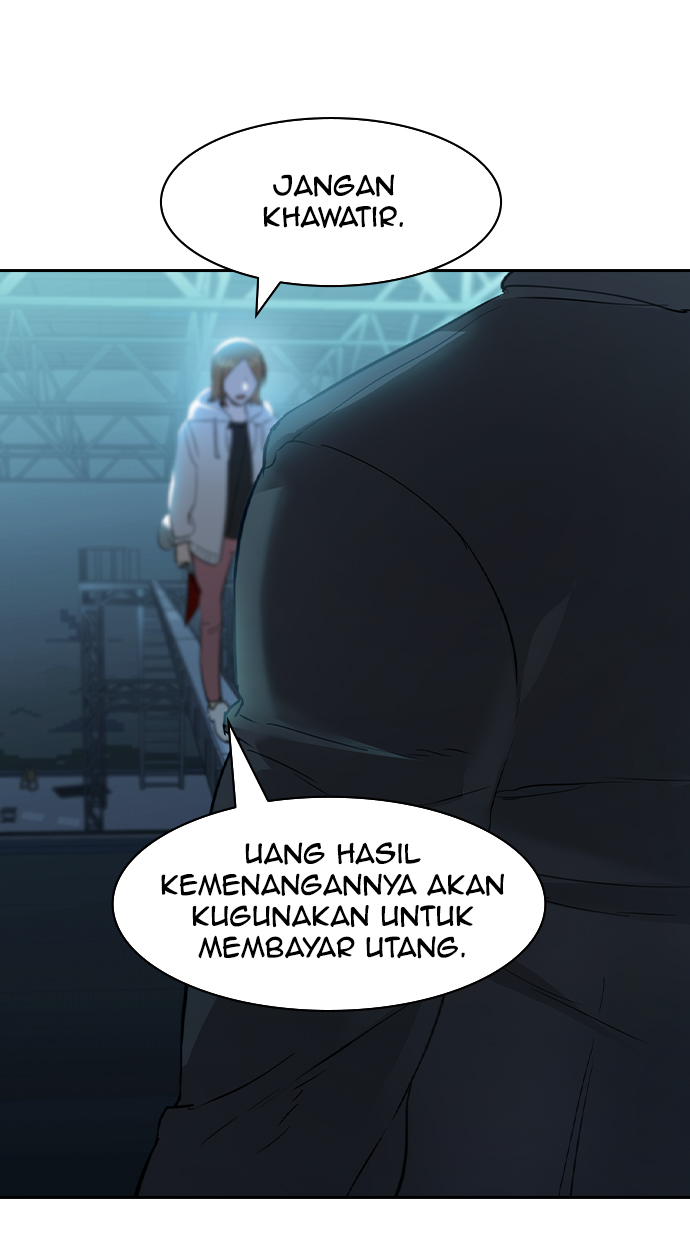 JANGAN
KHAWATIR.
UANG HASIL
KEMENANGANNYA AKAN
KUGUNAKAN UNTUK
MEMBAYAR UTANG.